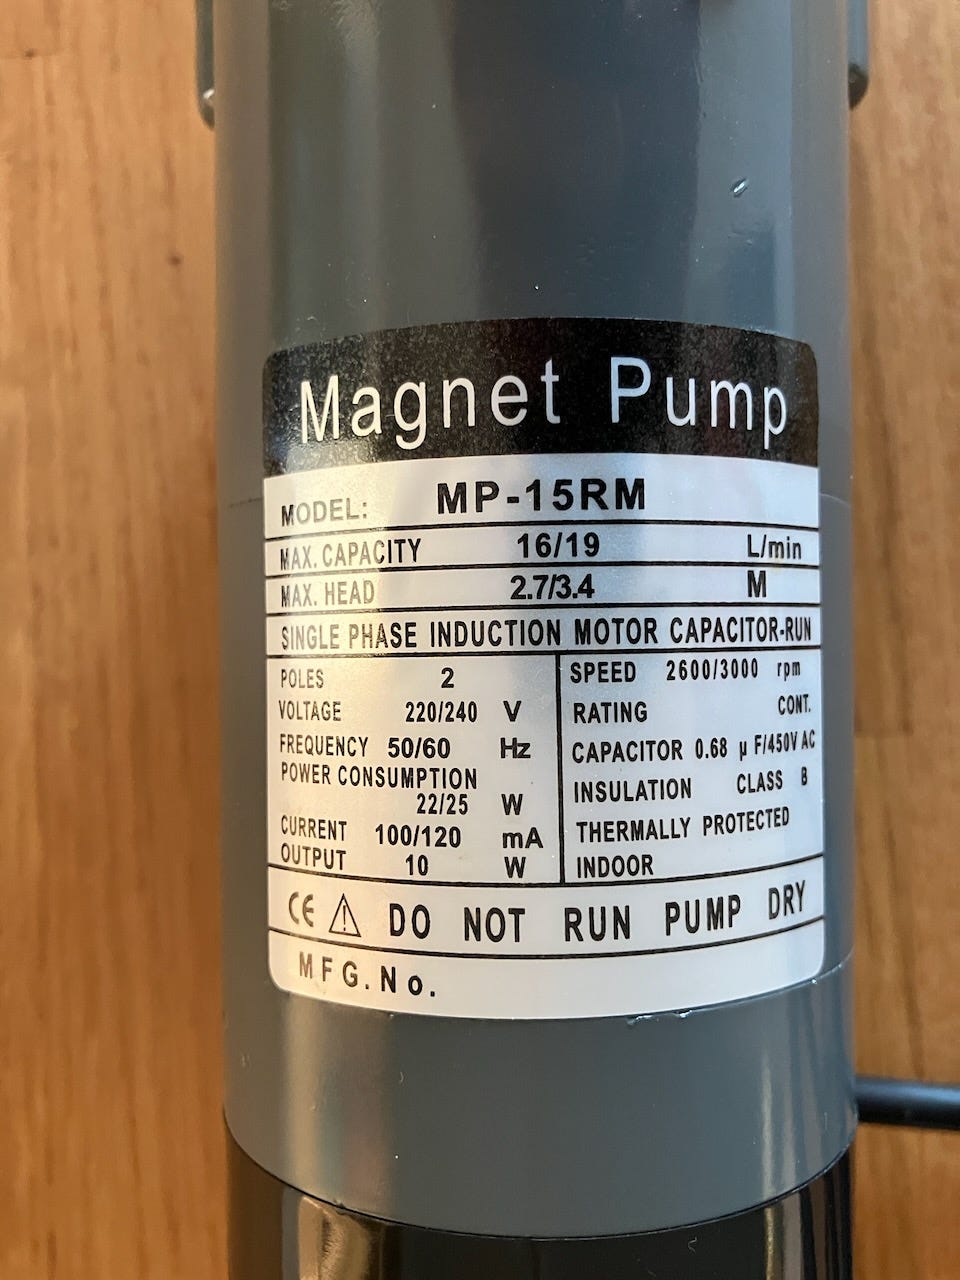 Magnet Pump
MODEL: MP-15RM
MAX. CAPACITY 16/19 L/min
MAX. HEAD 2.7/3.4 M
SINGLE PHASE INDUCTION MOTOR CAPACITOR-RUN
POLES 2
VOLTAGE 220/240 V
FREQUENCY 50/60 Hz
POWER CONSUMPTION
22/25 W
CURRENT 100/120 mA
OUTPUT 10 W
SPEED 2600/3000 rpm
RATING CONT.
CAPACITOR 0.68 μ F/450V AC
INSULATION CLASS B
THERMALLY PROTECTED
INDOOR
CE DO NOT RUN PUMP DRY
MFG.No.